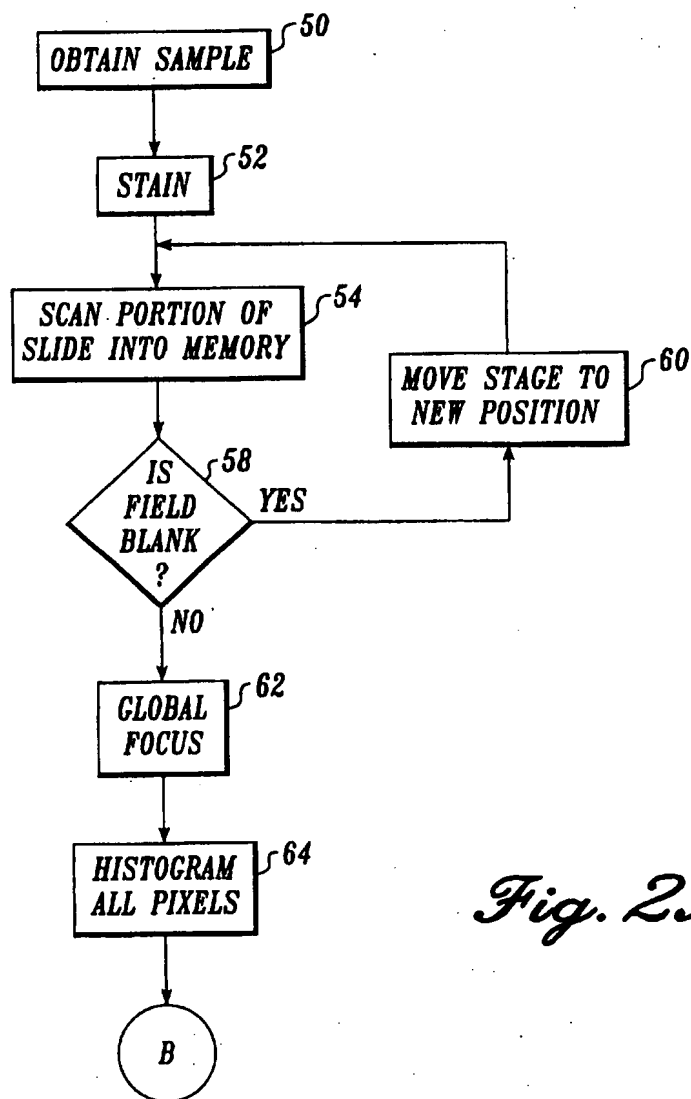 50
OBTAIN SAMPLE
52
STAIN
54
SCAN PORTION OF
SLIDE INTO MEMORY
60
MOVE STAGE TO
NEW POSITION
58
IS
FIELD
BLANK
?
YES
NO
62
GLOBAL
FOCUS
64
HISTOGRAM
ALL PIXELS
Fig. 2
B